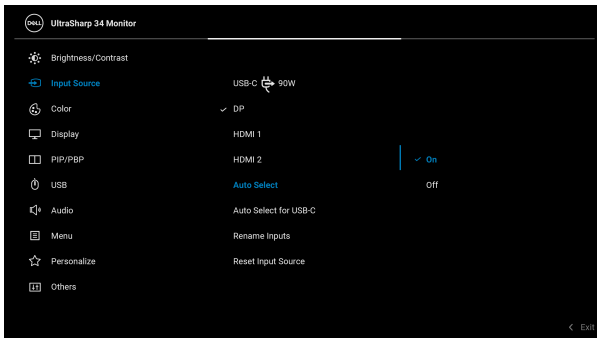 DELL UltraSharp 34 Monitor
Brightness/Contrast
Input Source USB-C 90W
Color DP
Display HDMI 1
PIP/PBP HDMI 2 On
USB Auto Select Off
Audio Auto Select for USB-C
Menu Rename Inputs
Personalize Reset Input Source
Others
Exit